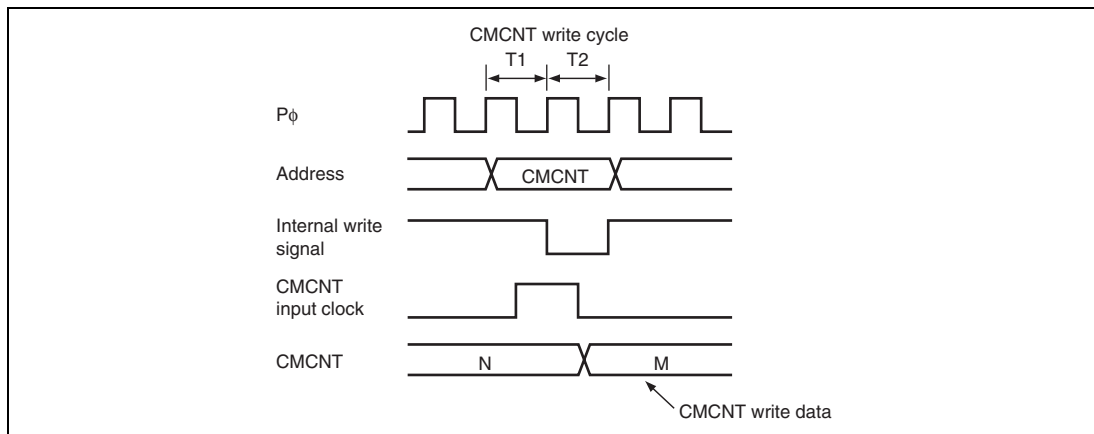 CMCNT write cycle
T1 T2
Pφ
Address CMCNT
Internal write
signal
CMCNT
input clock
CMCNT N M
CMCNT write data